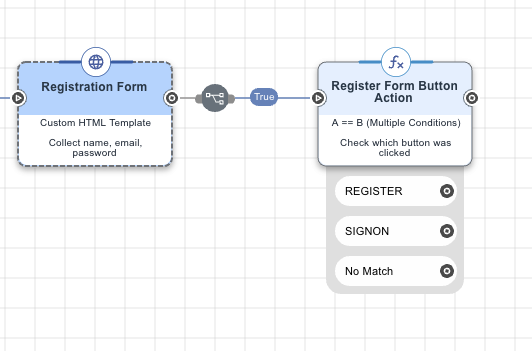 Registration Form
Custom HTML Template
Collect name, email,
password
True
fx
Register Form Button
Action
A == B (Multiple Conditions)
Check which button was
clicked
REGISTER
SIGNON
No Match